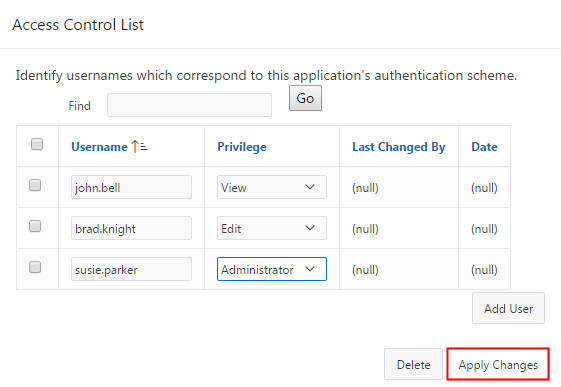 Access Control List
Identify usernames which correspond to this application's authentication scheme.
Find Go
Username Privilege Last Changed By Date
john.bell View (null) (null)
brad.knight Edit (null) (null)
susie.parker Administrator (null) (null)
Add User
Delete Apply Changes